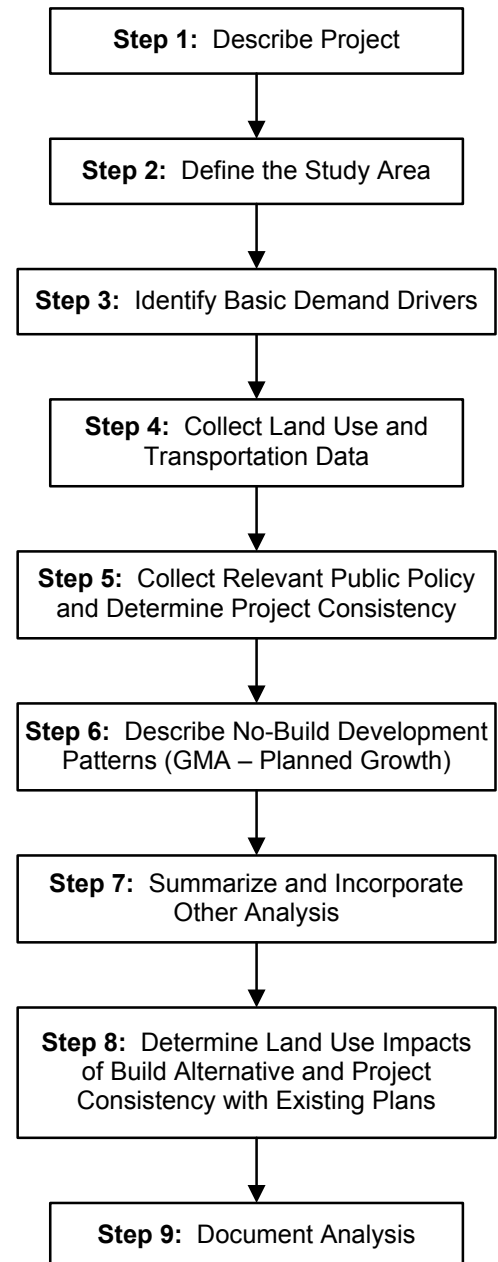 Step 1: Describe Project
Step 2: Define the Study Area
Step 3: Identify Basic Demand Drivers
Step 4: Collect Land Use and
Transportation Data
Step 5: Collect Relevant Public Policy
and Determine Project Consistency
Step 6: Describe No-Build Development
Patterns (GMA – Planned Growth)
Step 7: Summarize and Incorporate
Other Analysis
Step 8: Determine Land Use Impacts
of Build Alternative and Project
Consistency with Existing Plans
Step 9: Document Analysis